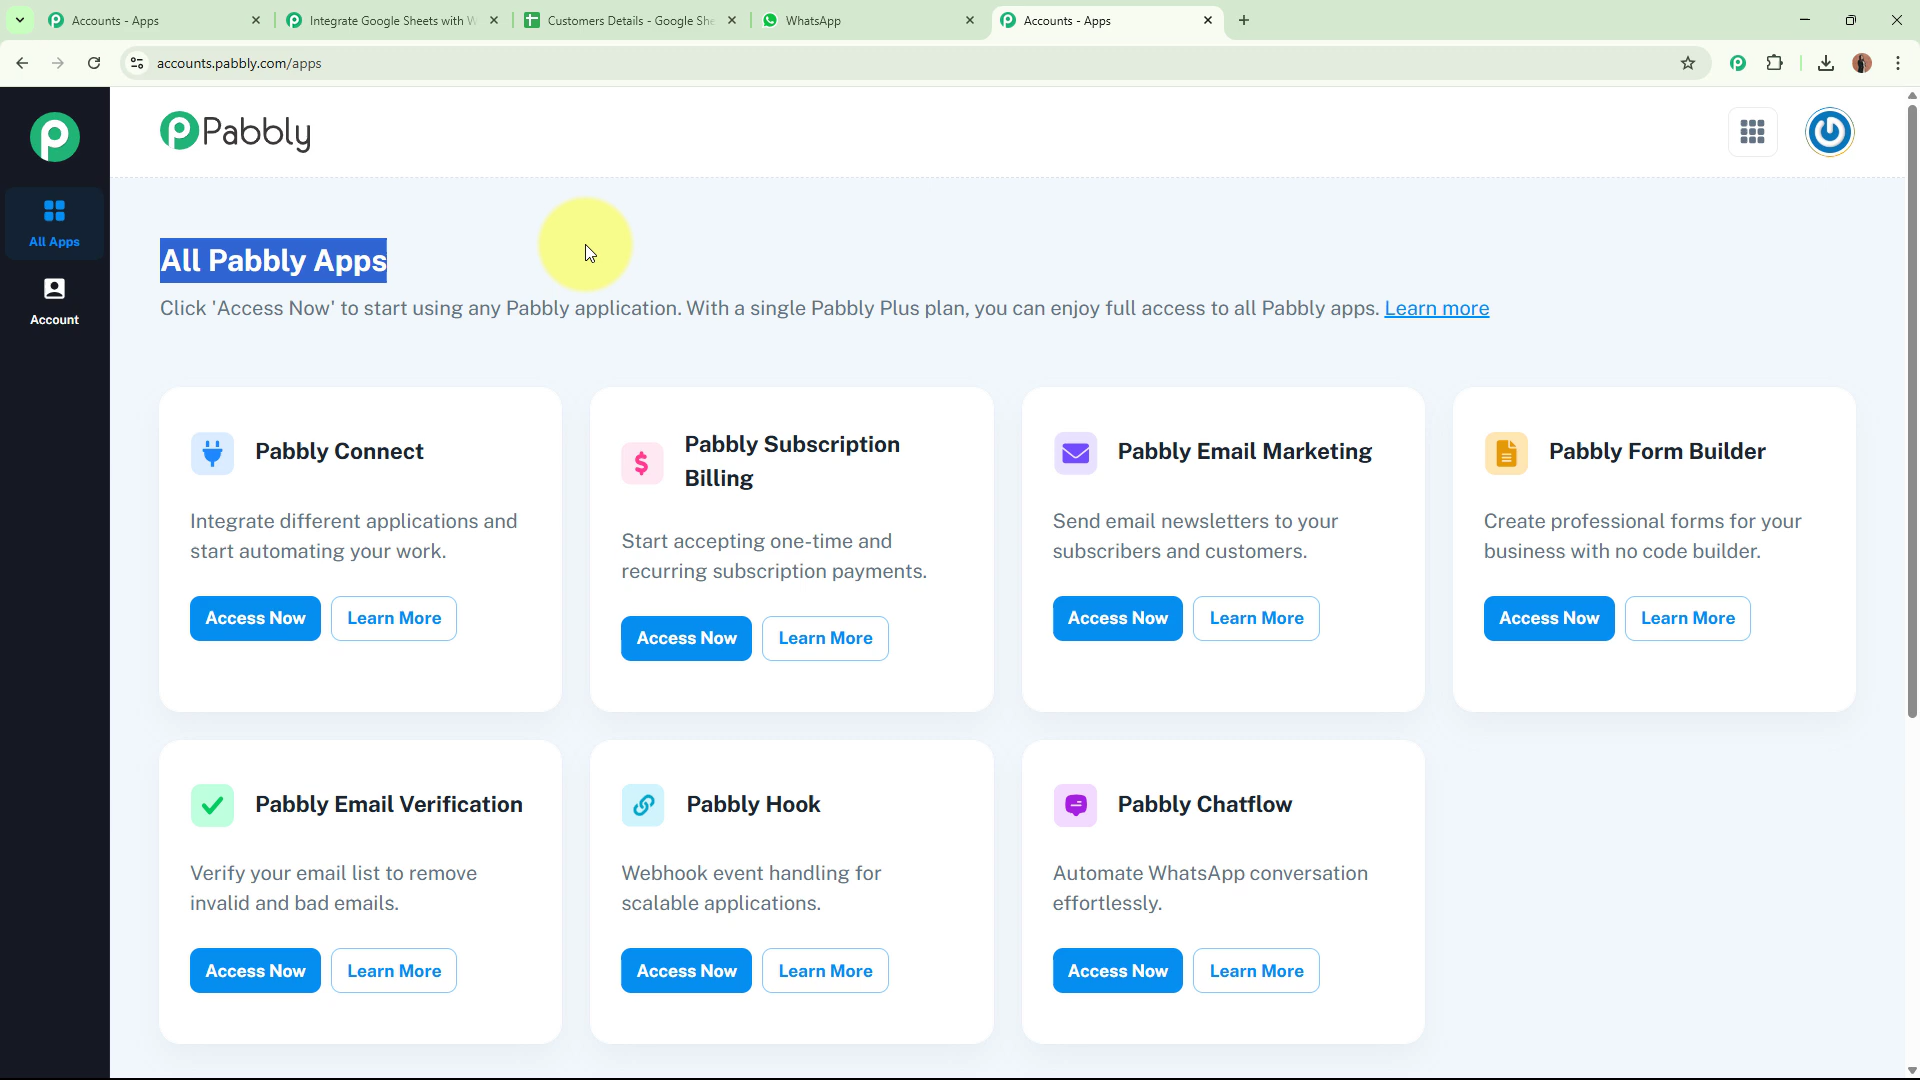 Accounts - Apps
Integrate Google Sheets with W
Customers Details - Google She
WhatsApp
Accounts - Apps
accounts.pabbly.com/apps
Pabbly
All Apps
Account
All Pabbly Apps
Click 'Access Now' to start using any Pabbly application. With a single Pabbly Plus plan, you can enjoy full access to all Pabbly apps. Learn more
Pabbly Connect
Integrate different applications and
start automating your work.
Access Now
Learn More
Pabbly Subscription
Billing
Start accepting one-time and
recurring subscription payments.
Access Now
Learn More
Pabbly Email Marketing
Send email newsletters to your
subscribers and customers.
Access Now
Learn More
Pabbly Form Builder
Create professional forms for your
business with no code builder.
Access Now
Learn More
Pabbly Email Verification
Verify your email list to remove
invalid and bad emails.
Access Now
Learn More
Pabbly Hook
Webhook event handling for
scalable applications.
Access Now
Learn More
Pabbly Chatflow
Automate WhatsApp conversation
effortlessly.
Access Now
Learn More